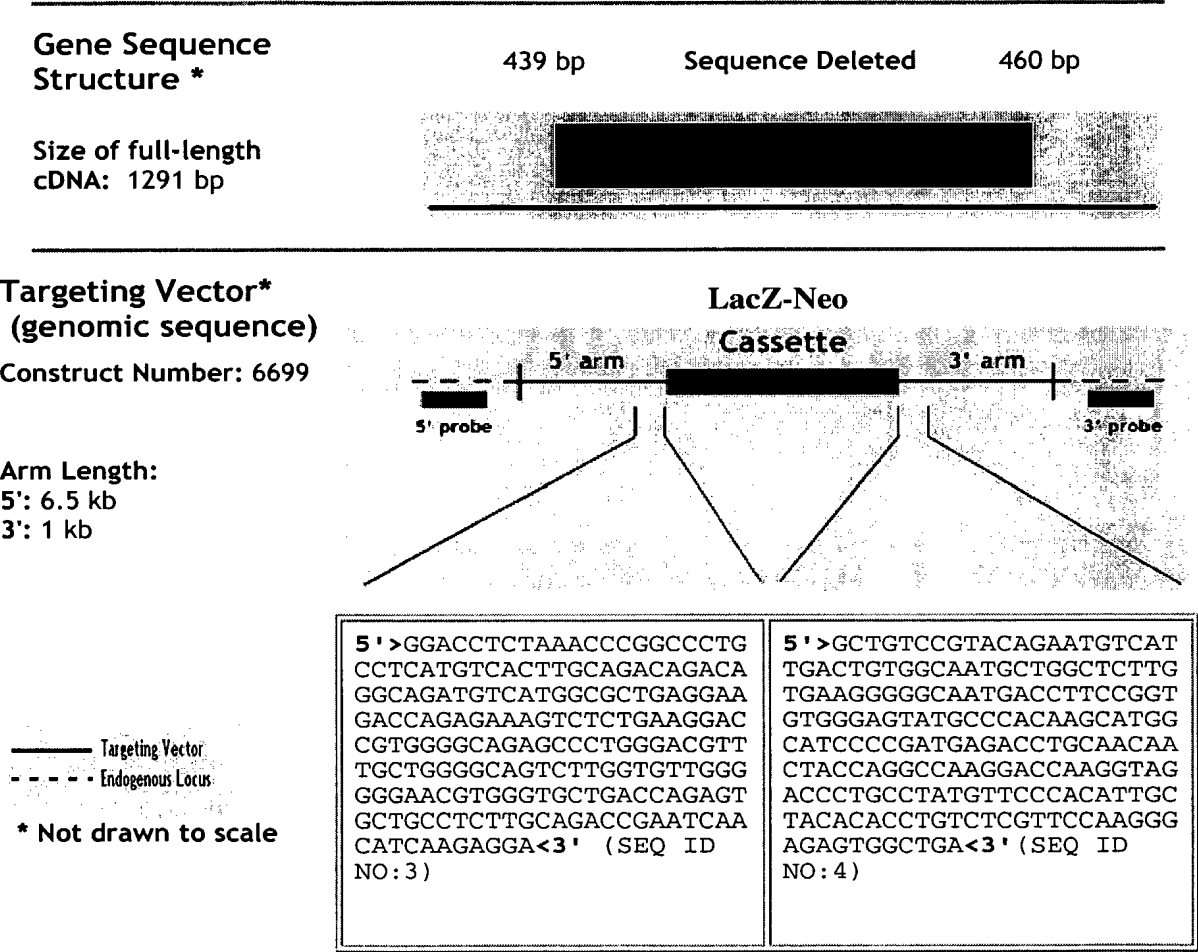 Gene Sequence
Structure *
439 bp Sequence Deleted 460 bp
Size of full-length
cDNA: 1291 bp
Targeting Vector*
(genomic sequence)
Construct Number: 6699
LacZ-Neo
Cassette
5' arm
3' arm
5' probe
3' probe
Arm Length:
5': 6.5 kb
3': 1 kb
5'>GGACCTCTAAACCCGGCCCTG
CCTCATGTCACTTGCAGACAGACA
GGCAGATGTCATGGCGCTGAGGAA
GACCAGAGAAAGTCTCTGAAGGAC
CGTGGGGCAGAGCCCTGGGACGTT
TGCTGGGGCAGTCTTGGTGTTGGG
GGGAACGTGGGTGCTGACCAGAGT
GCTGCCTCTTGCAGACCGAATCAA
CATCAAGAGGA<3' (SEQ ID
NO:3)
5'>GCTGTCCGTACAGAATGTCAT
TGACTGTGGCAATGCTGGCTCTTG
TGAAGGGGGCAATGACCTTCCGGT
GTGGGAGTATGCCCACAAGCATGG
CATCCCCGATGAGACCTGCAACAA
CTACCAGGCCAAGGACCAAGGTAG
ACCCTGCCTATGTTCCCACATTGC
TACACACCTGTCTCGTTCCAAGGG
AGAGTGGCTGA<3' (SEQ ID
NO:4)
Targeting Vector
Endogenous Locus
* Not drawn to scale